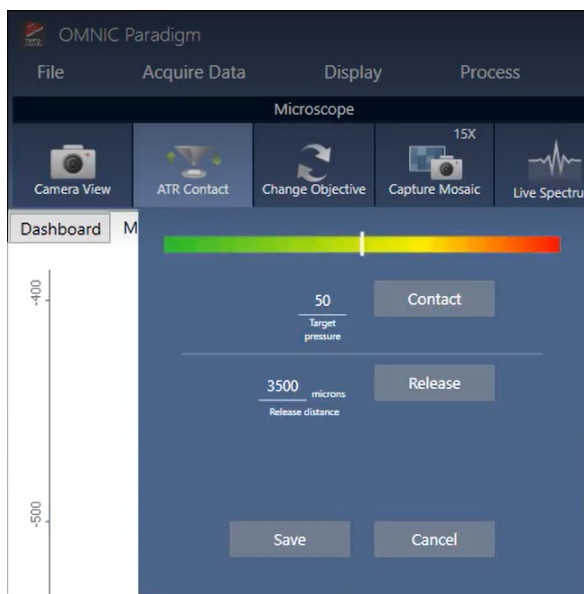 OMNIC Paradigm
File Acquire Data Display Process
Microscope
15X
Camera View ATR Contact Change Objective Capture Mosaic Live Spectru
Dashboard M
-400
50 Contact
Target
pressure
3500 microns Release
Release distance
-500
Save Cancel